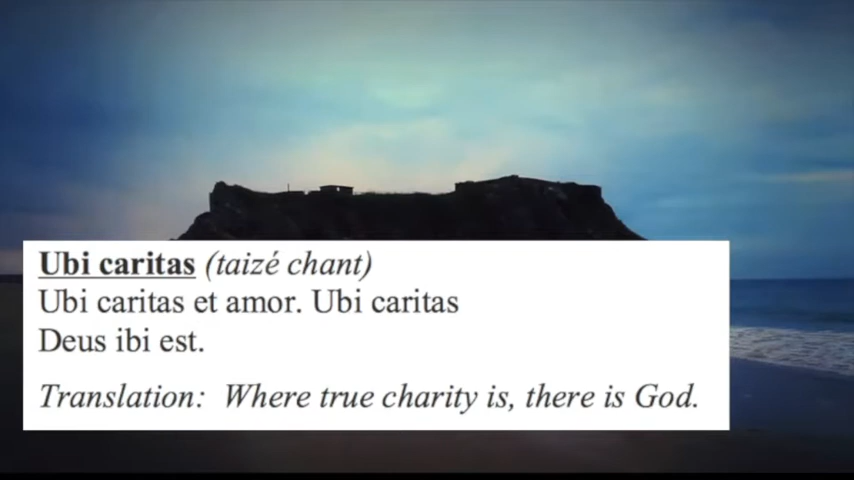 Ubi caritas (taizé chant)
Ubi caritas et amor. Ubi caritas
Deus ibi est.
Translation: Where true charity is, there is God.